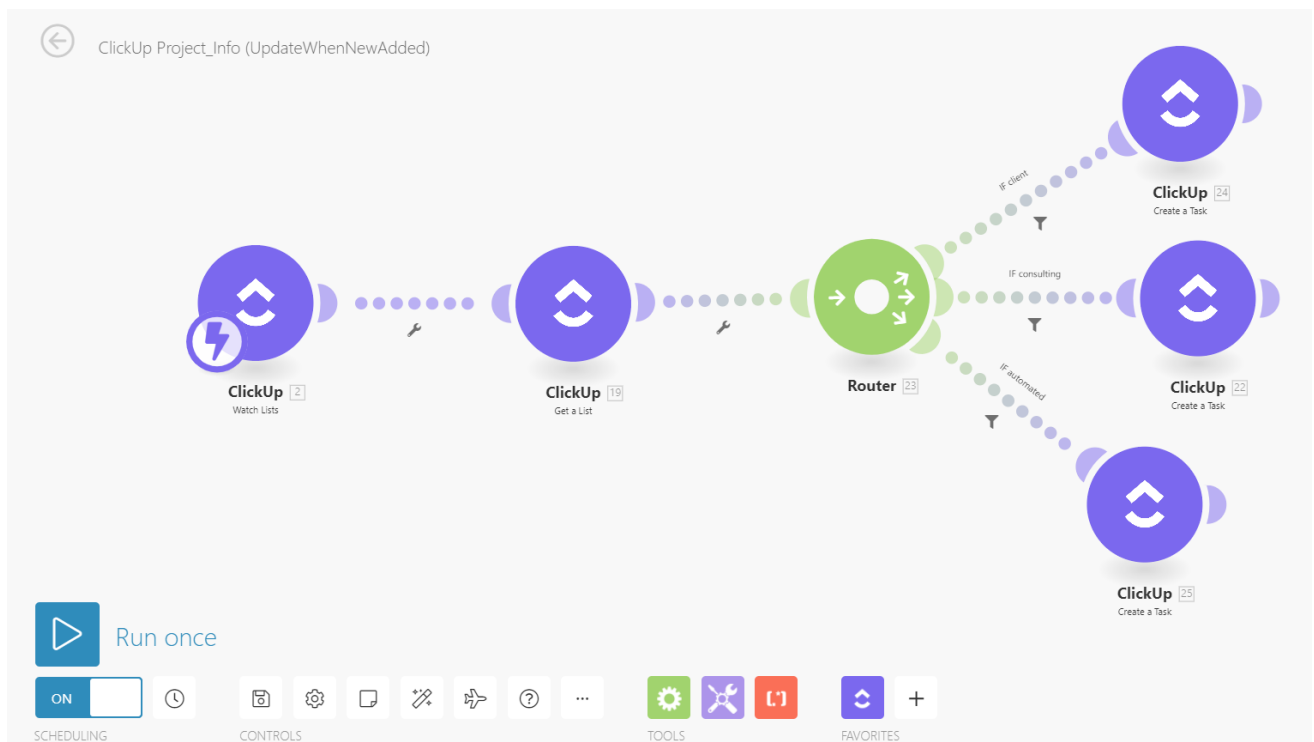 ClickUp Project_Info (UpdateWhenNewAdded)
IF client
ClickUp 24
Create a Task
IF consulting
ClickUp 2
Watch Lists
ClickUp 19
Get a List
Router 23
ClickUp 22
Create a Task
IF automated
ClickUp 25
Create a Task
Run once
ON
?
...
[.*]
+
SCHEDULING
CONTROLS
TOOLS
FAVORITES